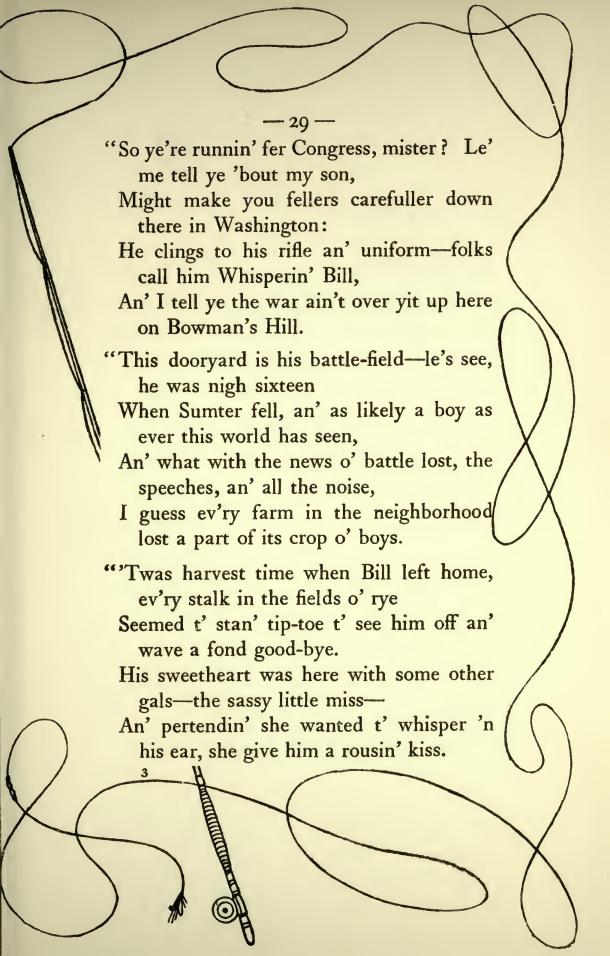 — 29 —
“So ye're runnin' fer Congress, mister? Le'
me tell ye 'bout my son,
Might make you fellers carefuller down
there in Washington:
He clings to his rifle an' uniform—folks
call him Whisperin' Bill,
An' I tell ye the war ain't over yit up here
on Bowman's Hill.
“This dooryard is his battle-field—le's see,
he was nigh sixteen
When Sumter fell, an' as likely a boy as
ever this world has seen,
An' what with the news o' battle lost, the
speeches, an' all the noise,
I guess ev'ry farm in the neighborhood
lost a part of its crop o' boys.
“'Twas harvest time when Bill left home,
ev'ry stalk in the fields o' rye
Seemed t' stan' tip-toe t' see him off an'
wave a fond good-bye.
His sweetheart was here with some other
gals—the sassy little miss—
An' pertendin' she wanted t' whisper 'n
his ear, she give him a rousin' kiss.
3